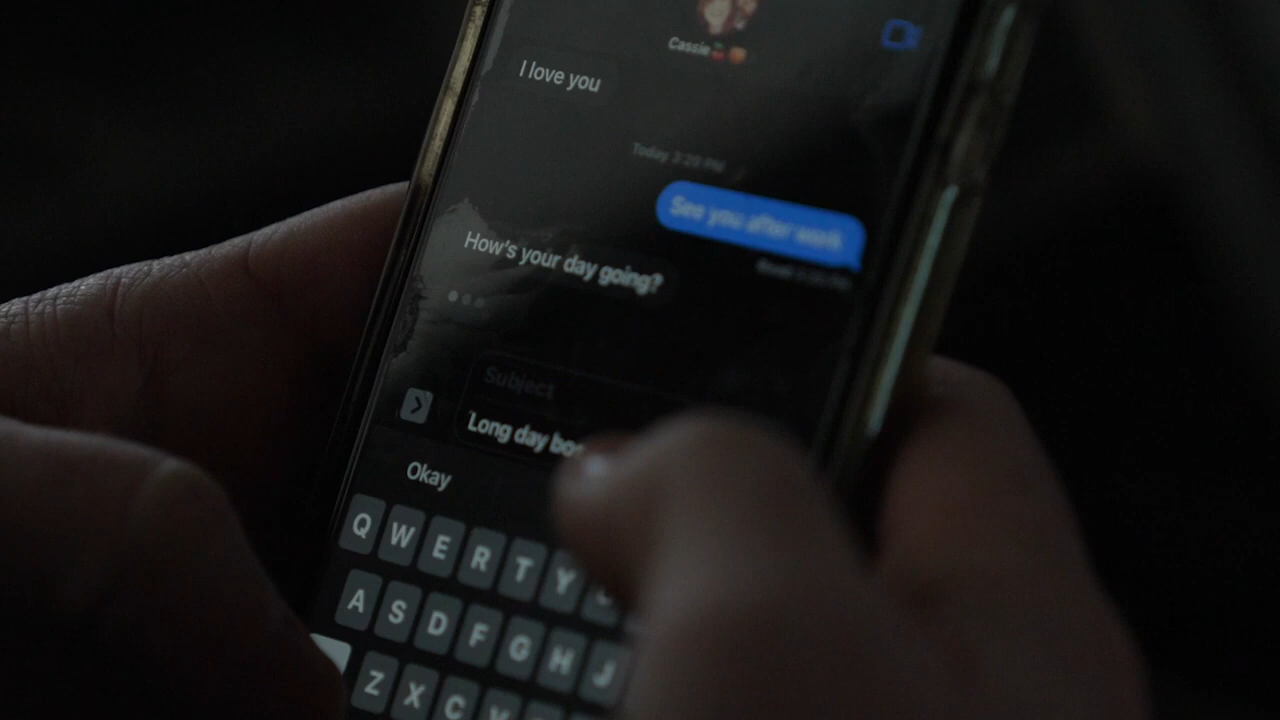 Cassie🍒🍑
I love you
Today 3:29 PM
See you after work
How's your day going?
Subject
Long day
Okay
Q W E R T Y
A S D F G H J
Z X C V